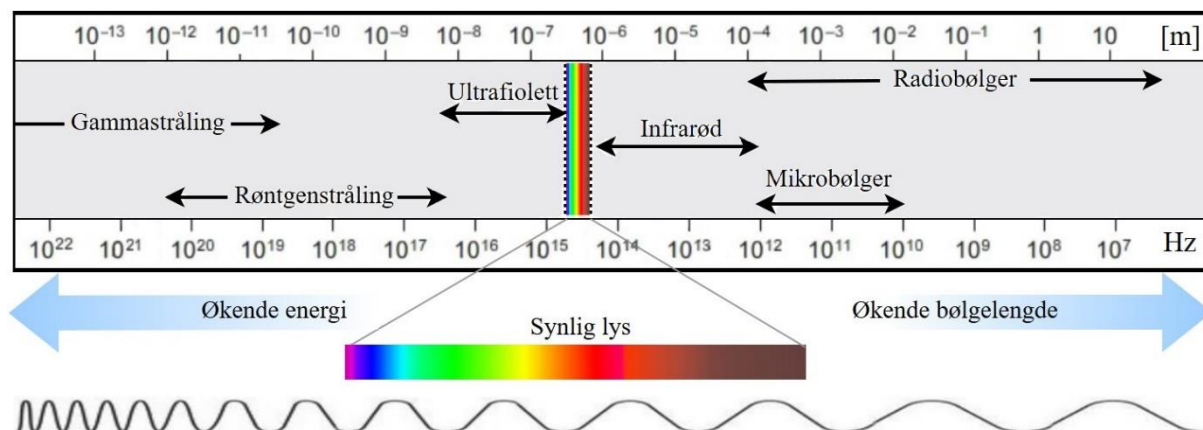 10⁻¹³ 10⁻¹² 10⁻¹¹ 10⁻¹⁰ 10⁻⁹ 10⁻⁸ 10⁻⁷ 10⁻⁶ 10⁻⁵ 10⁻⁴ 10⁻³ 10⁻² 10⁻¹ 1 10 [m]
Radiobølger
Ultrafiolett
Gammastråling
Infrarød
Mikrobølger
Røntgenstråling
10²² 10²¹ 10²⁰ 10¹⁹ 10¹⁸ 10¹⁷ 10¹⁶ 10¹⁵ 10¹⁴ 10¹³ 10¹² 10¹¹ 10¹⁰ 10⁹ 10⁸ 10⁷ Hz
Økende energi
Økende bølgelengde
Synlig lys